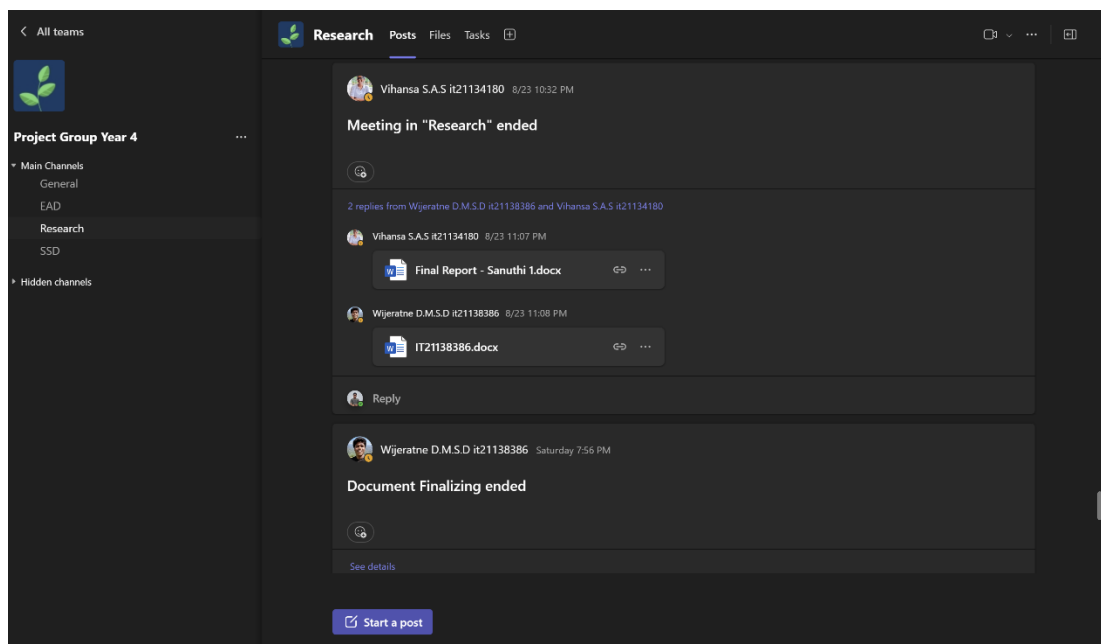 All teams
Project Group Year 4
Main Channels
General
EAD
Research
SSD
Hidden channels
Research Posts Files Tasks
Vihansa S.A.S it21134180 8/23 10:32 PM
Meeting in "Research" ended
2 replies from Wijeratne D.M.S.D it21138386 and Vihansa S.A.S it21134180
Vihansa S.A.S it21134180 8/23 11:07 PM
W Final Report - Sanuthi 1.docx
Wijeratne D.M.S.D it21138386 8/23 11:08 PM
W IT21138386.docx
Reply
Wijeratne D.M.S.D it21138386 Saturday 7:56 PM
Document Finalizing ended
See details
Start a post